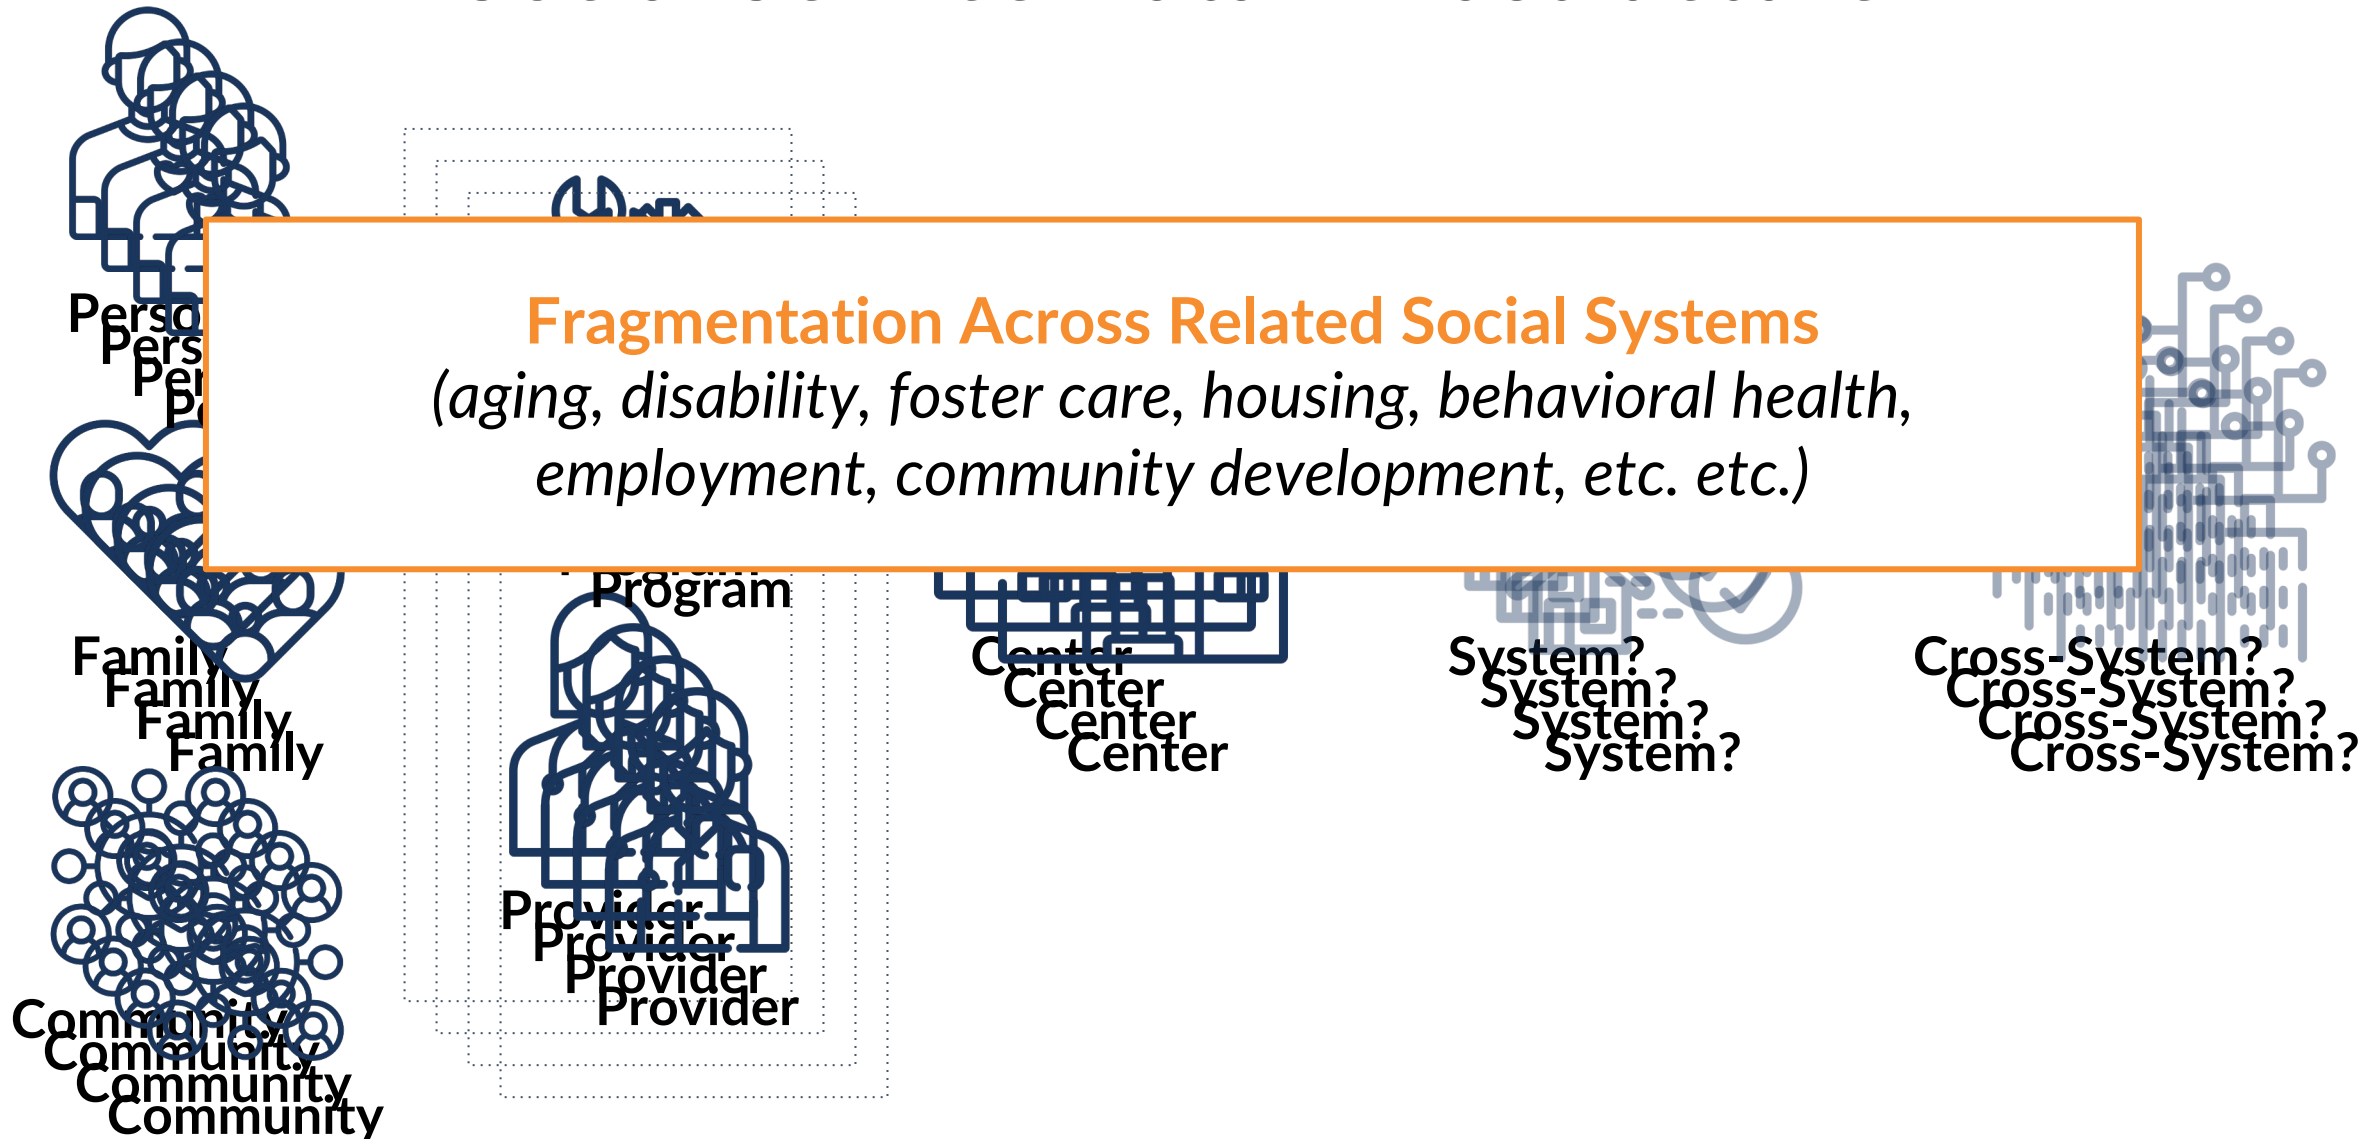 Fragmentation Across Related Social Systems
(aging, disability, foster care, housing, behavioral health,
employment, community development, etc. etc.)
Program
Family
Family
Family
Family
Center
Center
Center
Center
System?
System?
System?
System?
Cross-System?
Cross-System?
Cross-System?
Cross-System?
Provider
Provider
Provider
Provider
Community
Community
Community
Community